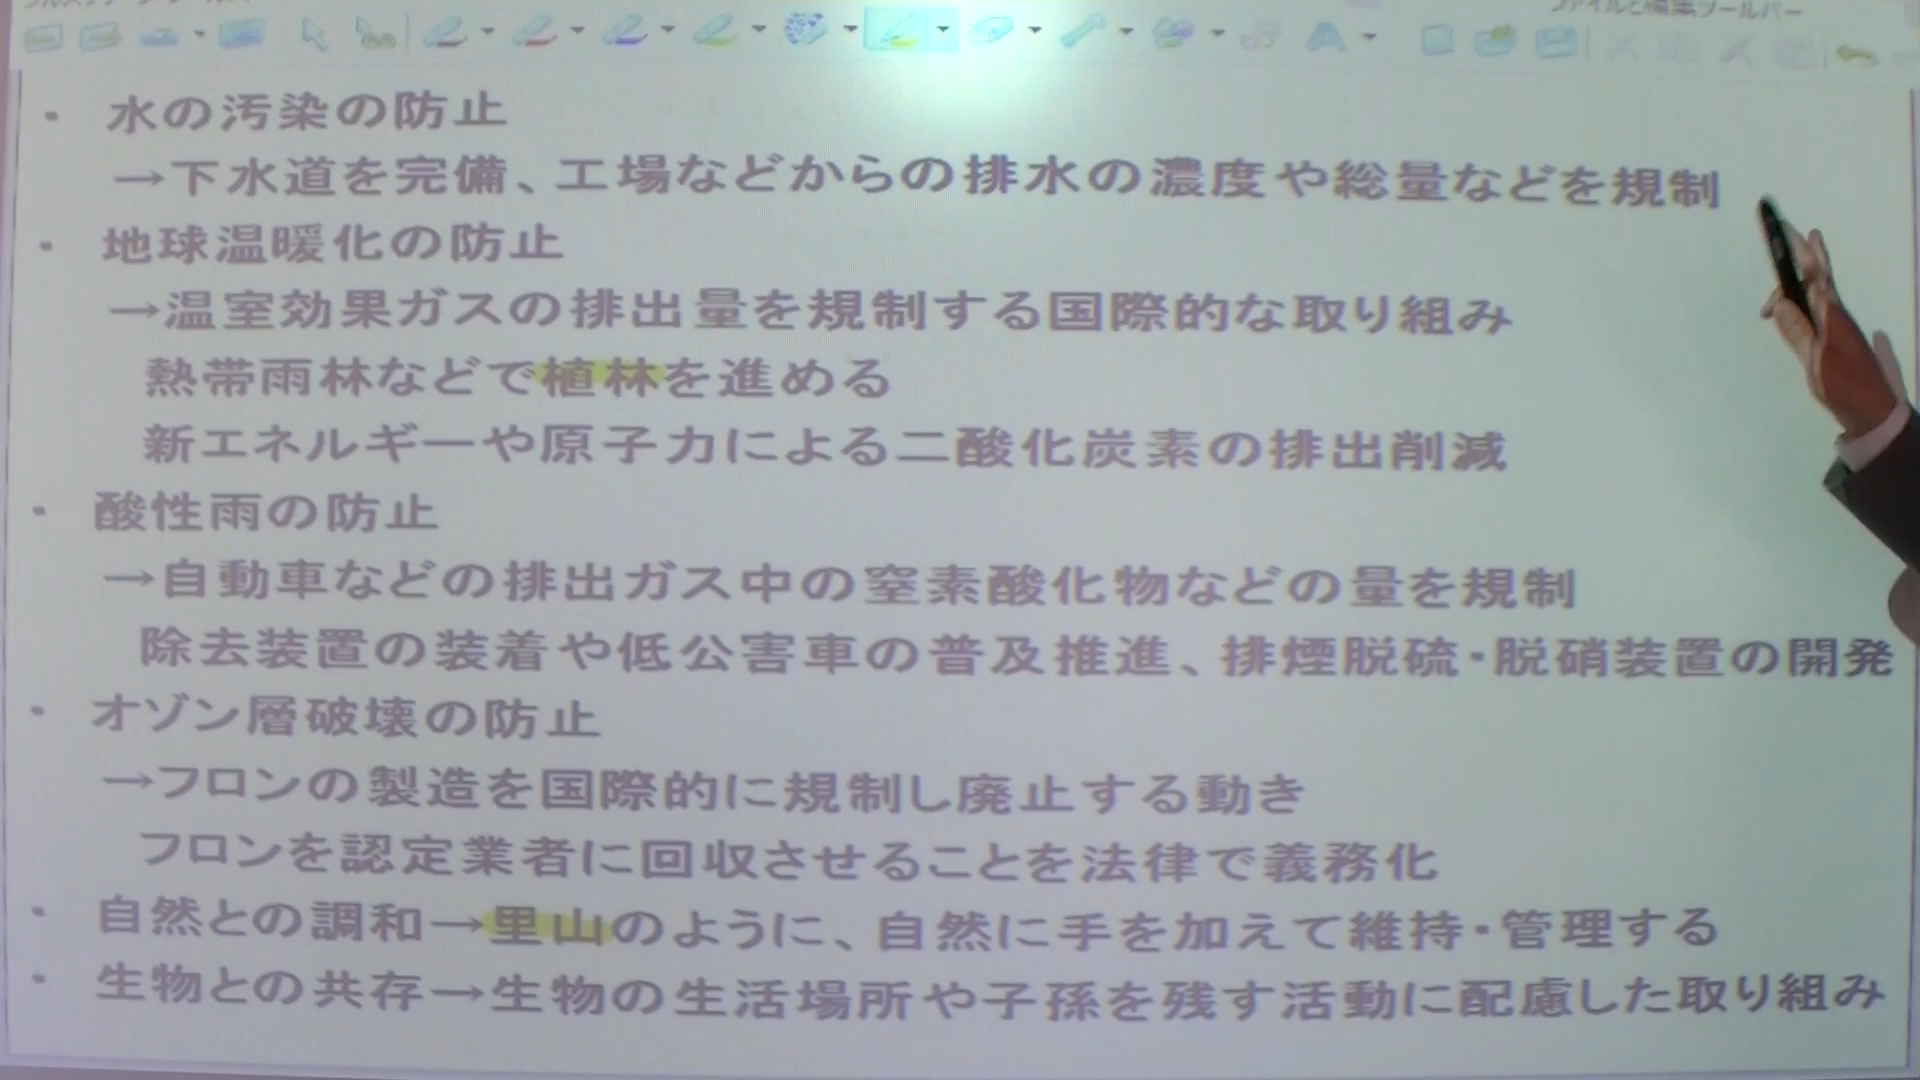 ファイルと編集ツールバー
・ 水の汚染の防止
→下水道を完備、工場などからの排水の濃度や総量などを規制
・ 地球温暖化の防止
→温室効果ガスの排出量を規制する国際的な取り組み
熱帯雨林などで植林を進める
新エネルギーや原子力による二酸化炭素の排出削減
・ 酸性雨の防止
→自動車などの排出ガス中の窒素酸化物などの量を規制
除去装置の装着や低公害車の普及推進、排煙脱硫・脱硝装置の開発
・ オゾン層破壊の防止
→フロンの製造を国際的に規制し廃止する動き
フロンを認定業者に回収させることを法律で義務化
・ 自然との調和→里山のように、自然に手を加えて維持・管理する
・ 生物との共存→生物の生活場所や子孫を残す活動に配慮した取り組み